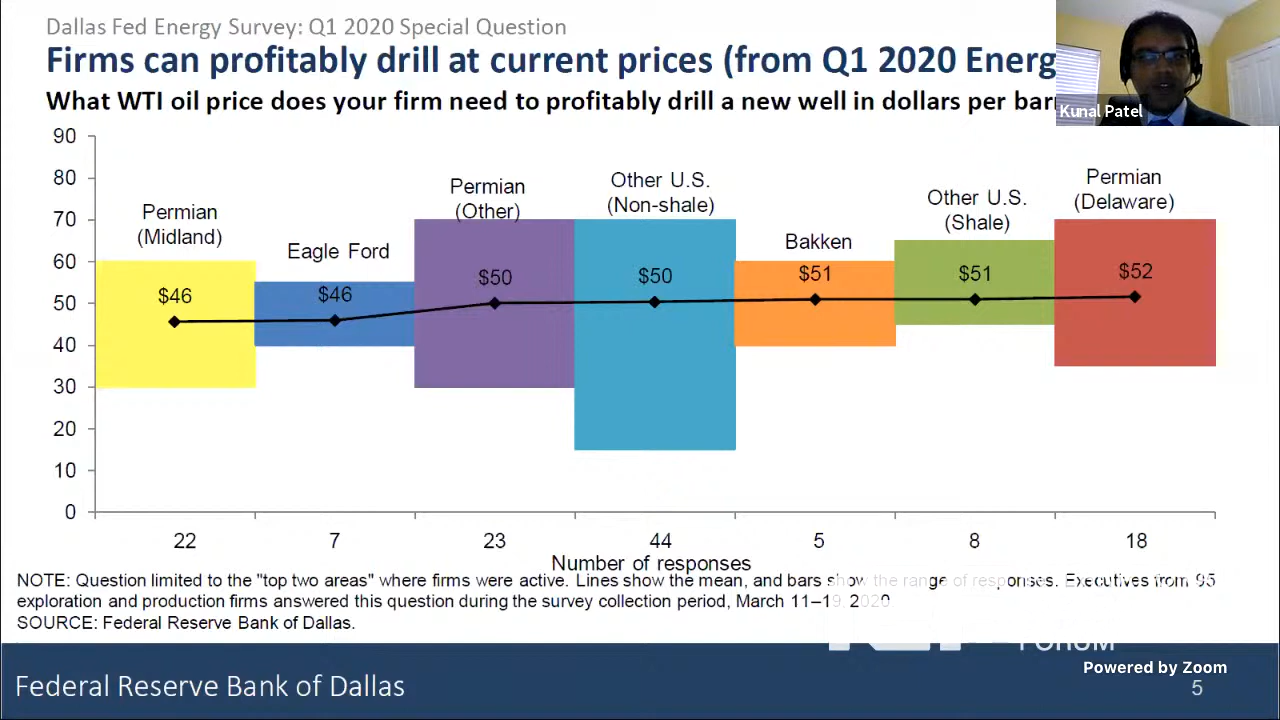 Dallas Fed Energy Survey: Q1 2020 Special Question
Firms can profitably drill at current prices (from Q1 2020 Energ
What WTI oil price does your firm need to profitably drill a new well in dollars per bar
Kunal Patel
90
80
70
60
50
40
30
20
10
0
Permian
(Midland)
$46
Eagle Ford
$46
Permian
(Other)
$50
Other U.S.
(Non-shale)
$50
Bakken
$51
Other U.S.
(Shale)
$51
Permian
(Delaware)
$52
22 7 23 44 5 8 18
Number of responses
NOTE: Question limited to the "top two areas" where firms were active. Lines show the mean, and bars show the range of responses. Executives from 95
exploration and production firms answered this question during the survey collection period, March 11–19, 2020
SOURCE: Federal Reserve Bank of Dallas.
FORUM
Powered by Zoom
Federal Reserve Bank of Dallas
5